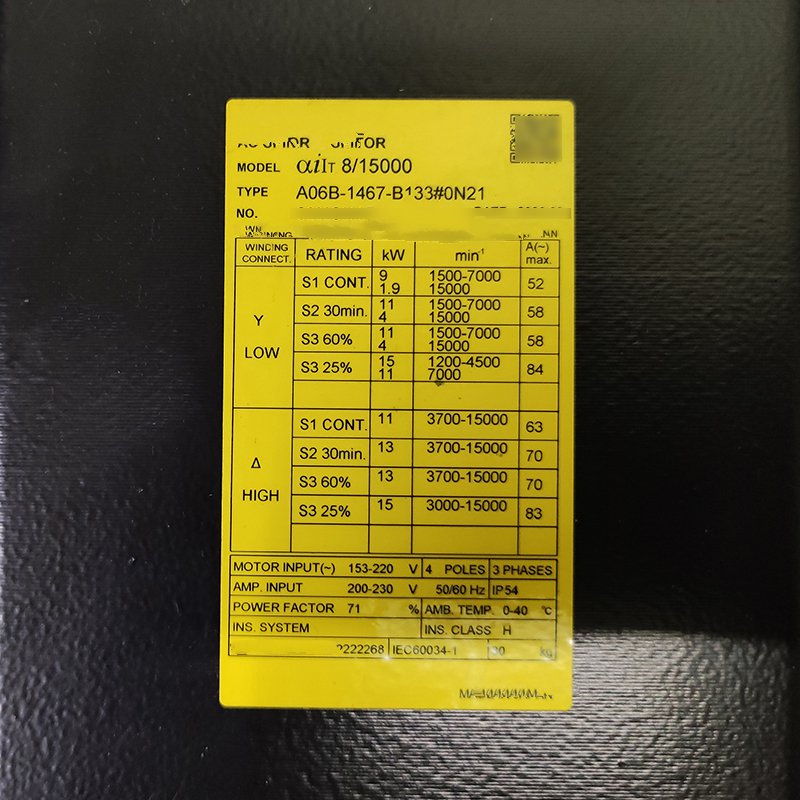 MODEL αiIT 8/15000
TYPE A06B-1467-B133#0N21
NO.
WINDING CONNECT. RATING kW min-1 A(~) max.
Y LOW
S1 CONT. 9 1500-7000 52
1.9 15000
S2 30min. 11 1500-7000 58
4 15000
S3 60% 11 1500-7000 58
4 15000
S3 25% 15 1200-4500 84
11 7000
Δ HIGH
S1 CONT. 11 3700-15000 63
S2 30min. 13 3700-15000 70
S3 60% 13 3700-15000 70
S3 25% 15 3000-15000 83
MOTOR INPUT(~) 153-220 V 4 POLES 3 PHASES
AMP. INPUT 200-230 V 50/60 Hz IP54
POWER FACTOR 71 % AMB. TEMP. 0-40 ℃
INS. SYSTEM INS. CLASS H
IEC60034-1 kg